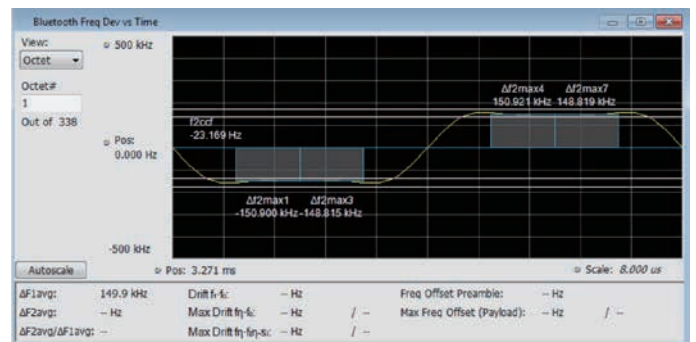 Bluetooth Freq Dev vs Time
View:
Octet
Octet#
1
Out of 338
500 kHz
Pos:
0.000 Hz
-500 kHz
f2ccf
-23.169 Hz
Δf2max4 Δf2max7
150.921 kHz 148.819 kHz
Δf2max1 Δf2max3
-150.900 kHz -148.815 kHz
Autoscale
Pos: 3.271 ms
Scale: 8.000 us
ΔF1avg: 149.9 kHz
ΔF2avg: -- Hz
ΔF2avg/ΔF1avg: --
Drift f₁-f₀: -- Hz
Max Drift fn-f₀: -- Hz / --
Max Drift fn-fn-5: -- Hz
Freq Offset Preamble: -- Hz
Max Freq Offset (Payload): -- Hz / --